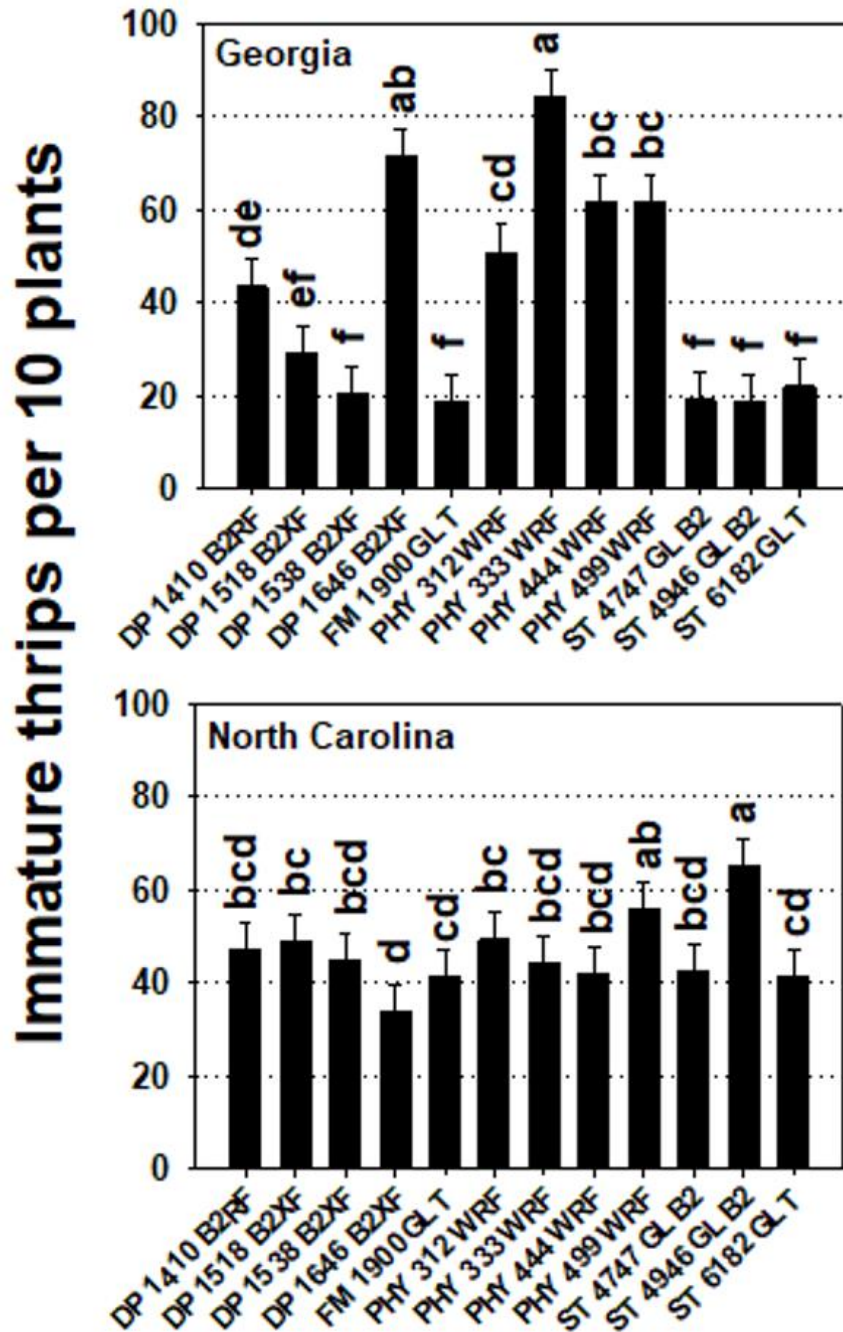 Immature thrips per 10 plants
Georgia
100
80
60
40
20
0
de
ef
f
ab
f
cd
a
bc
bc
f
f
f
DP 1410 B2RF
DP 1518 B2XF
DP 1538 B2XF
DP 1646 B2XF
FM 1900 GLT
PHY 312 WRF
PHY 333 WRF
PHY 444 WRF
PHY 499 WRF
ST 4747 GLB2
ST 4946 GLB2
ST 6182 GLT
North Carolina
100
80
60
40
20
0
bcd
bc
bcd
d
cd
bc
bcd
bcd
ab
bcd
a
cd
DP 1410 B2RF
DP 1518 B2XF
DP 1538 B2XF
DP 1646 B2XF
FM 1900 GLT
PHY 312 WRF
PHY 333 WRF
PHY 444 WRF
PHY 499 WRF
ST 4747 GLB2
ST 4946 GLB2
ST 6182 GLT